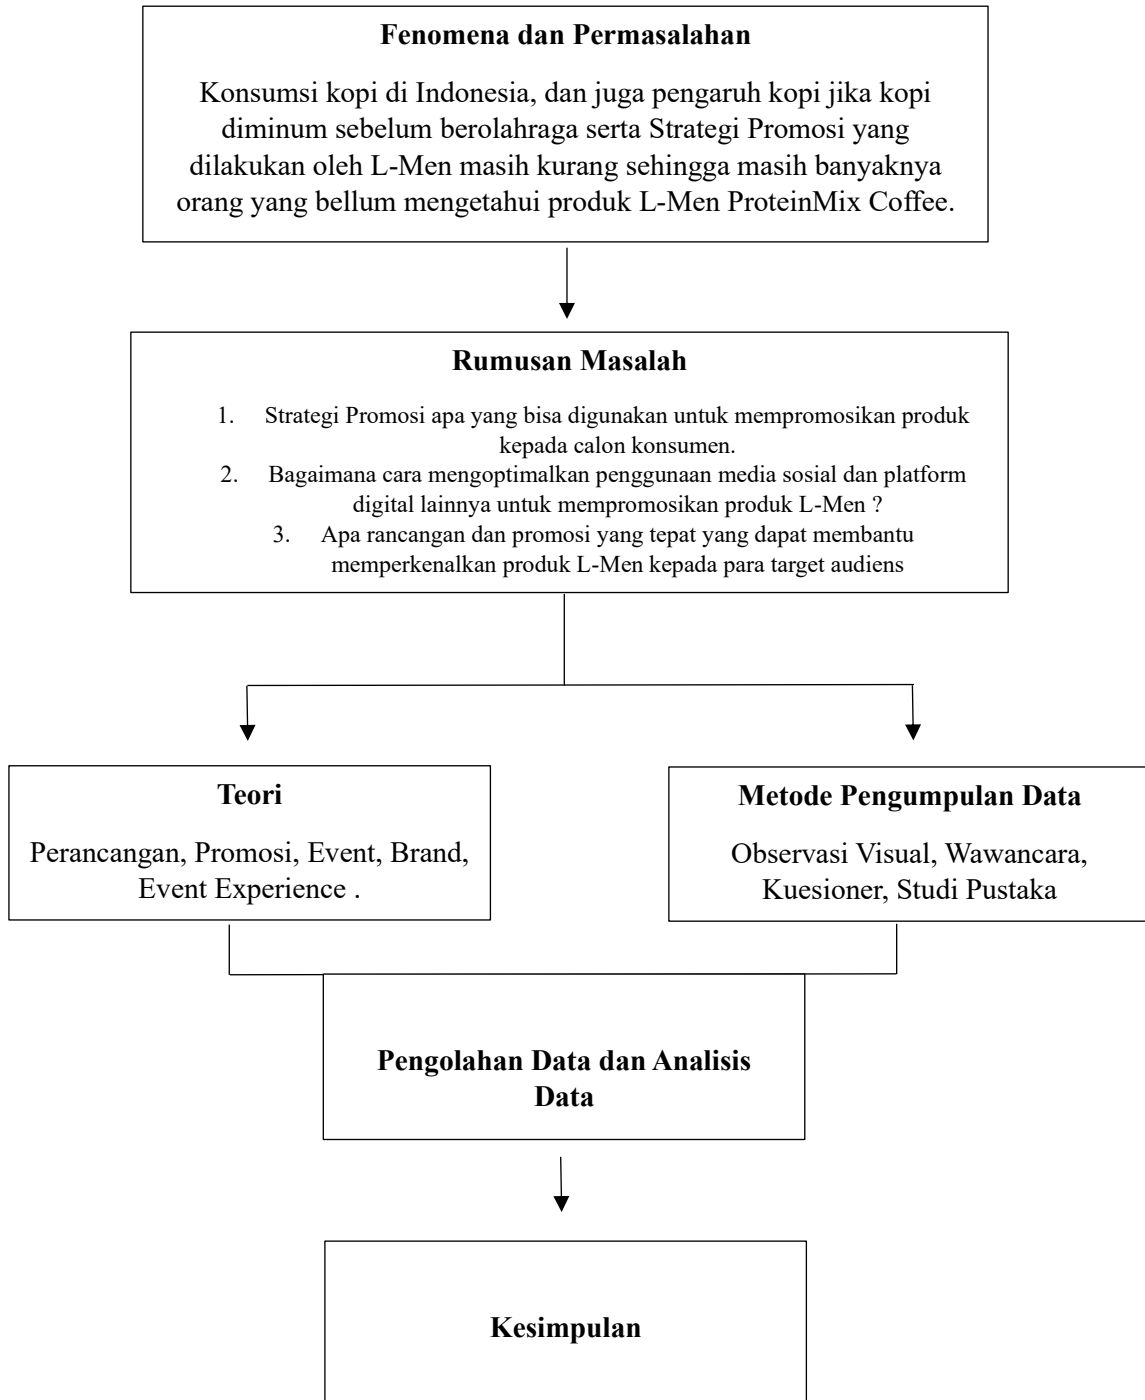 Fenomena dan Permasalahan
Konsumsi kopi di Indonesia, dan juga pengaruh kopi jika kopi
diminum sebelum berolahraga serta Strategi Promosi yang
dilakukan oleh L-Men masih kurang sehingga masih banyaknya
orang yang bellum mengetahui produk L-Men ProteinMix Coffee.
Rumusan Masalah
1. Strategi Promosi apa yang bisa digunakan untuk mempromosikan produk
kepada calon konsumen.
2. Bagaimana cara mengoptimalkan penggunaan media sosial dan platform
digital lainnya untuk mempromosikan produk L-Men ?
3. Apa rancangan dan promosi yang tepat yang dapat membantu
memperkenalkan produk L-Men kepada para target audiens
Teori
Perancangan, Promosi, Event, Brand,
Event Experience .
Metode Pengumpulan Data
Observasi Visual, Wawancara,
Kuesioner, Studi Pustaka
Pengolahan Data dan Analisis
Data
Kesimpulan